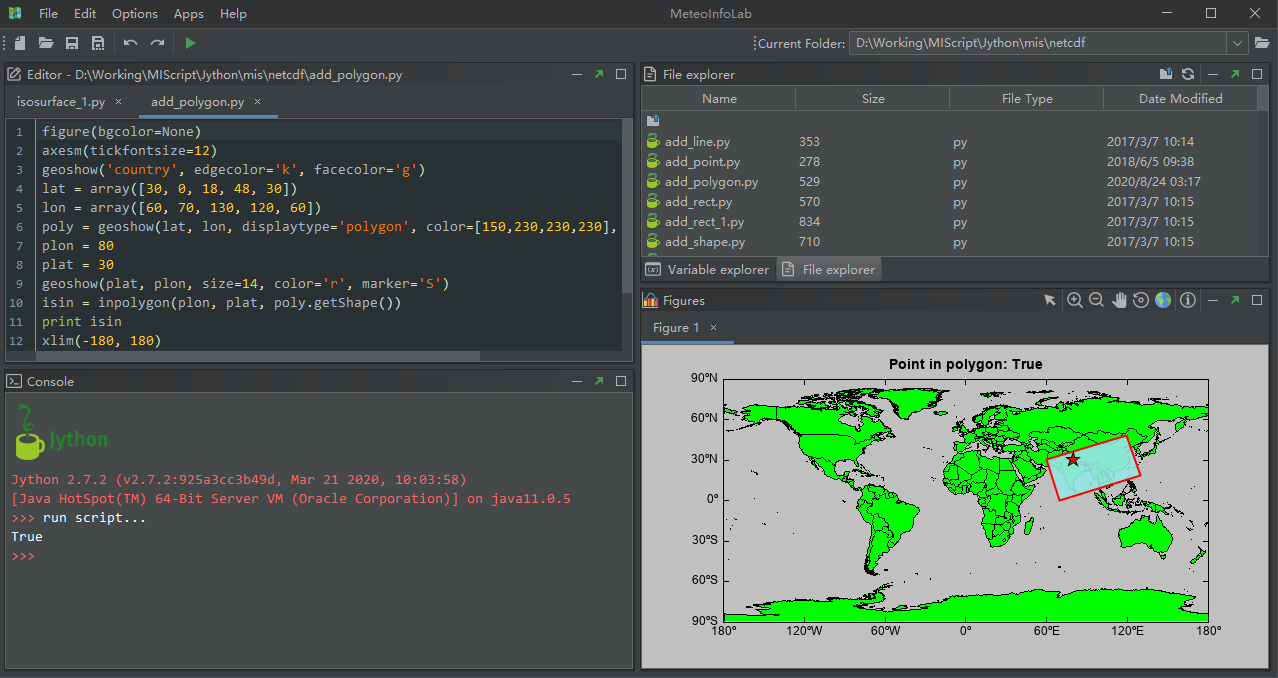 File Edit Options Apps Help MeteoInfoLab
Current Folder: D:\Working\MIScript\Jython\mis\netcdf
Editor - D:\Working\MIScript\Jython\mis\netcdf\add_polygon.py
isosurface_1.py × add_polygon.py ×
1 figure(bgcolor=None)
2 axesm(tickfontsize=12)
3 geoshow('country', edgecolor='k', facecolor='g')
4 lat = array([30, 0, 18, 48, 30])
5 lon = array([60, 70, 130, 120, 60])
6 poly = geoshow(lat, lon, displaytype='polygon', color=[150,230,230,230],
7 plon = 80
8 plat = 30
9 geoshow(plat, plon, size=14, color='r', marker='S')
10 isin = inpolygon(plon, plat, poly.getShape())
11 print isin
12 xlim(-180, 180)
Console
Jython
Jython 2.7.2 (v2.7.2:925a3cc3b49d, Mar 21 2020, 10:03:58)
[Java HotSpot(TM) 64-Bit Server VM (Oracle Corporation)] on java11.0.5
>>> run script...
True
>>>
File explorer
Name Size File Type Date Modified
add_line.py 353 py 2017/3/7 10:14
add_point.py 278 py 2018/6/5 09:38
add_polygon.py 529 py 2020/8/24 03:17
add_rect.py 570 py 2017/3/7 10:15
add_rect_1.py 834 py 2017/3/7 10:15
add_shape.py 710 py 2017/3/7 10:15
(x) Variable explorer File explorer
Figures
Figure 1 ×
Point in polygon: True
90°N
60°N
30°N
0°
30°S
60°S
90°S
180° 120°W 60°W 0° 60°E 120°E 180°